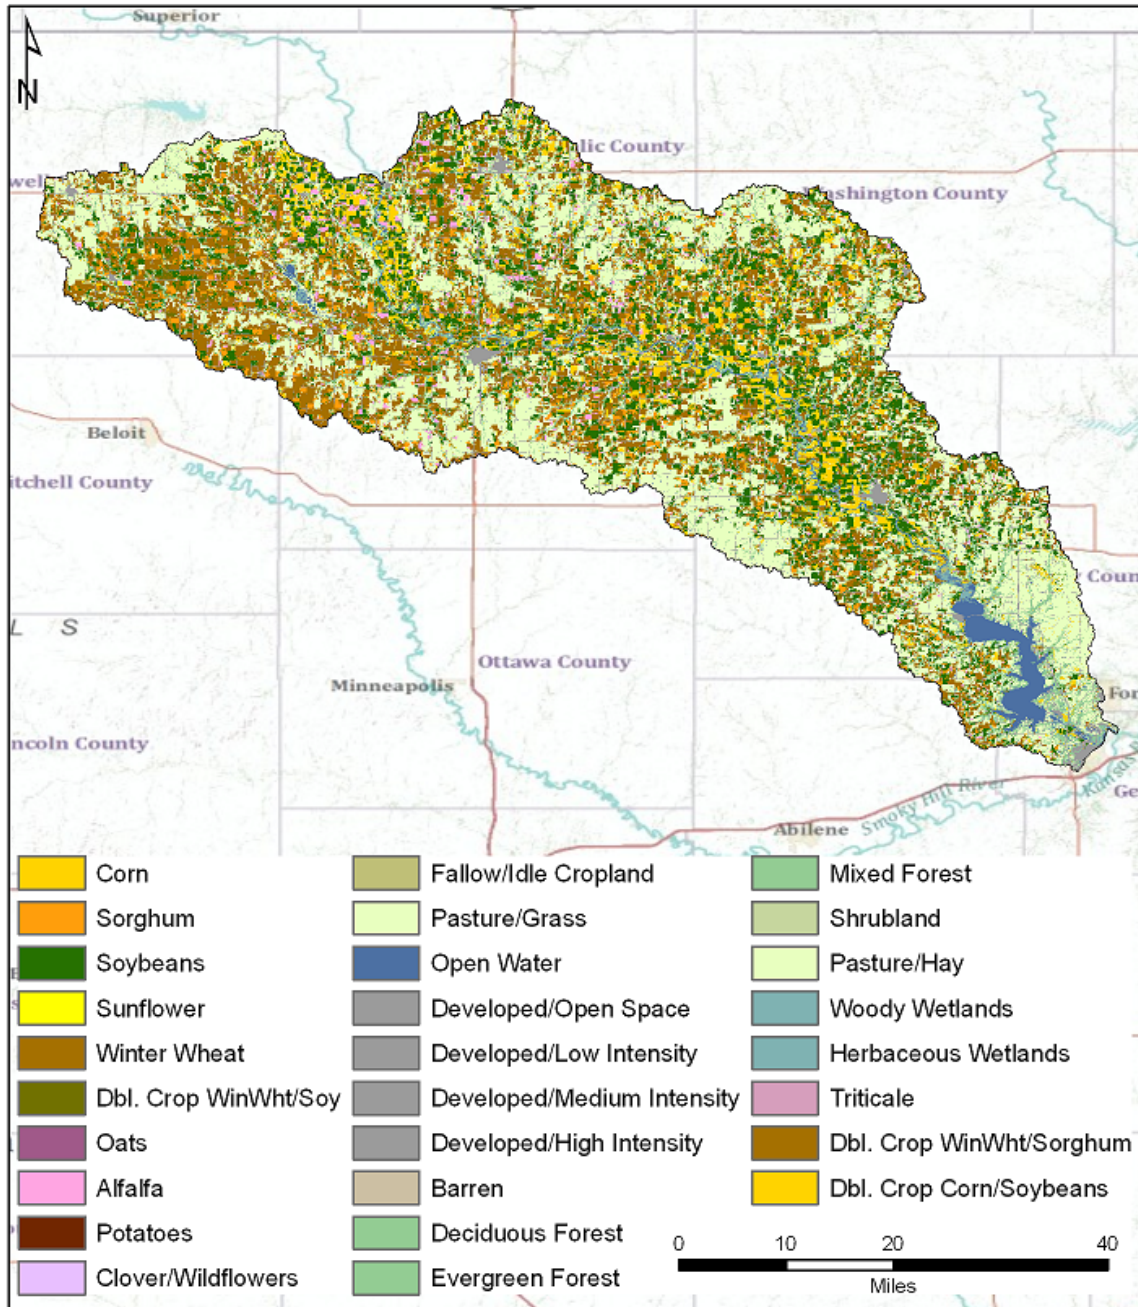 Superior
N
lic County
well
Washington County
Beloit
itchell County
y Coun
L S
Ottawa County
Minneapolis
For
ncoln County
Kansas
Smoky Hill River
Ge
Abilene
Corn
Fallow/Idle Cropland
Mixed Forest
Sorghum
Pasture/Grass
Shrubland
Soybeans
Open Water
Pasture/Hay
Sunflower
Developed/Open Space
Woody Wetlands
Winter Wheat
Developed/Low Intensity
Herbaceous Wetlands
Dbl. Crop WinWht/Soy
Developed/Medium Intensity
Triticale
Oats
Developed/High Intensity
Dbl. Crop WinWht/Sorghum
Alfalfa
Barren
Dbl. Crop Corn/Soybeans
Potatoes
Deciduous Forest
0 10 20 40
Clover/Wildflowers
Evergreen Forest
Miles